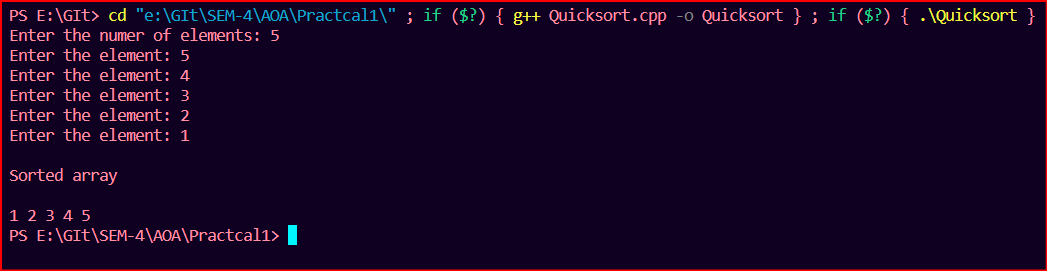 PS E:\GIt> cd "e:\GIt\SEM-4\AOA\Practcal1\" ; if ($?) { g++ Quicksort.cpp -o Quicksort } ; if ($?) { .\Quicksort }
Enter the numer of elements: 5
Enter the element: 5
Enter the element: 4
Enter the element: 3
Enter the element: 2
Enter the element: 1
Sorted array
1 2 3 4 5
PS E:\GIt\SEM-4\AOA\Practcal1>